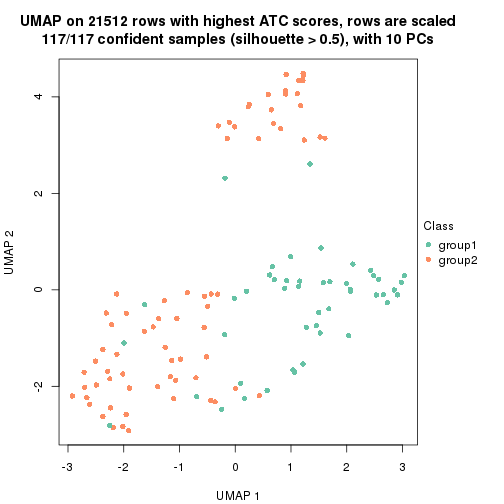 UMAP on 21512 rows with highest ATC scores, rows are scaled
117/117 confident samples (silhouette > 0.5), with 10 PCs
4
2
0
-2
UMAP 2
-3
-2
-1
0
1
2
3
UMAP 1
Class
group1
group2